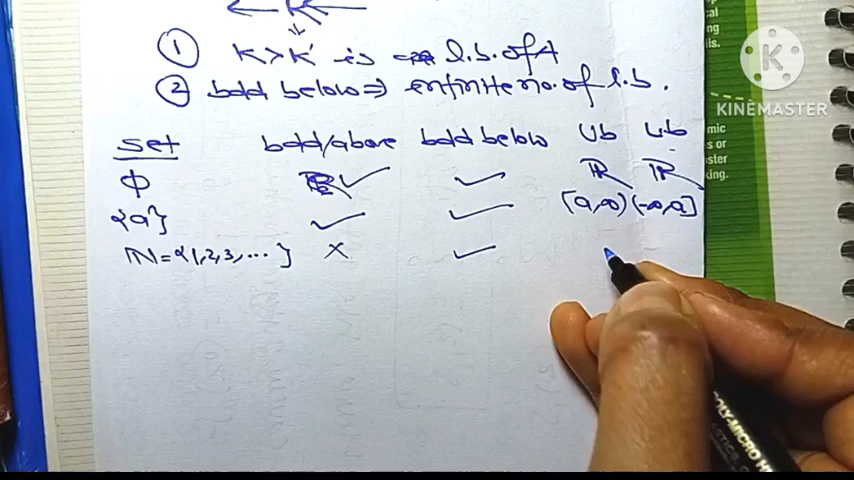 ① K > K' is l.b. of A
② bdd below ⇒ infinite no. of l.b.
set bdd/above bdd below Ub L.b
φ ✓ ✓ ℝ ℝ
{a} ✓ ✓ [a,∞) (-∞,a]
ℕ={1,2,3,...} × ✓
KINEMASTER